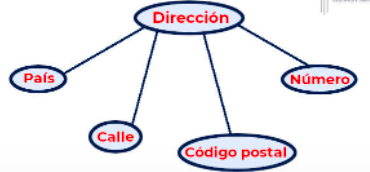 Dirección
País
Número
Calle
Código postal